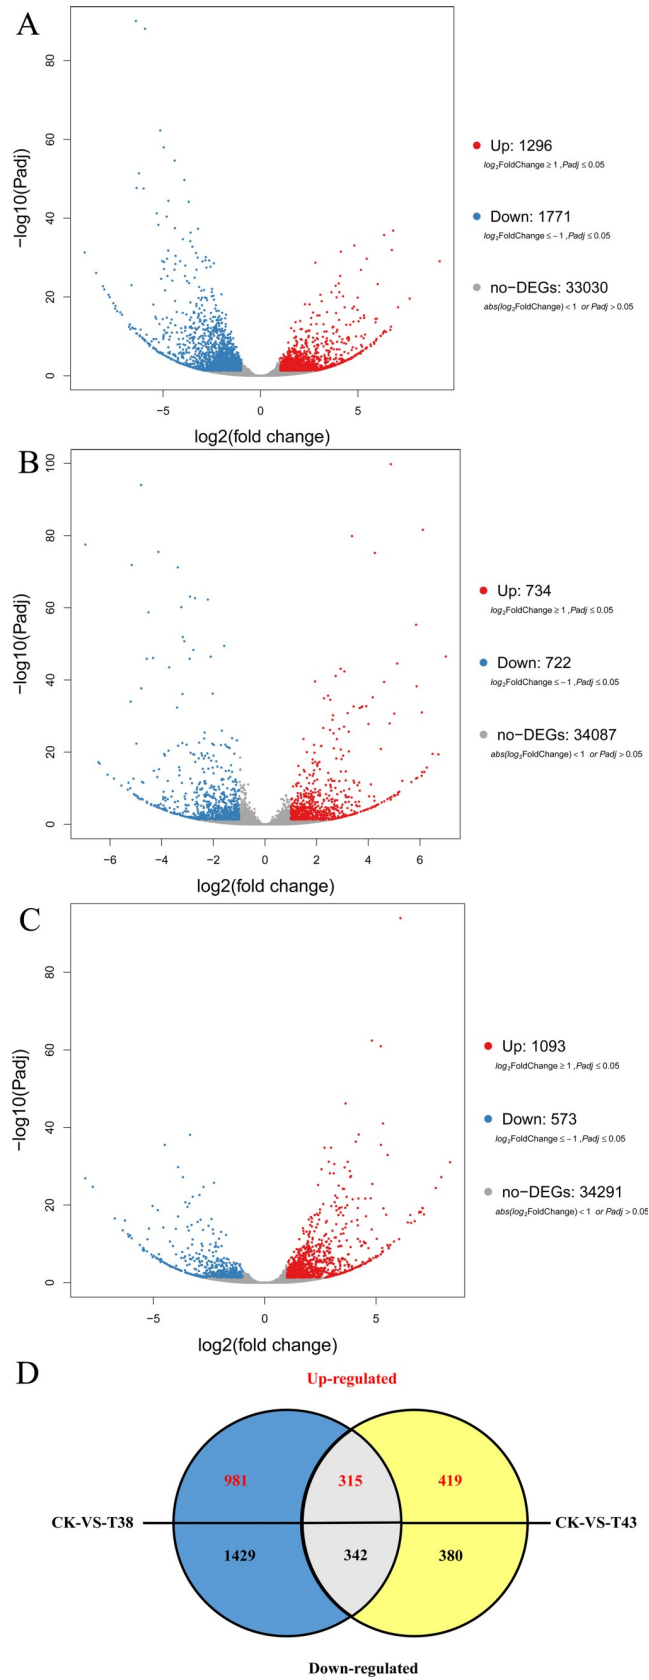 A
−log10(Padj)
80
60
40
20
0
Up: 1296
log2FoldChange ≥ 1 , Padj ≤ 0.05
Down: 1771
log2FoldChange ≤ −1 , Padj ≤ 0.05
no−DEGs: 33030
abs(log2FoldChange) < 1 or Padj > 0.05
−5 0 5
log2(fold change)
B
−log10(Padj)
100
80
60
40
20
0
Up: 734
log2FoldChange ≥ 1 , Padj ≤ 0.05
Down: 722
log2FoldChange ≤ −1 , Padj ≤ 0.05
no−DEGs: 34087
abs(log2FoldChange) < 1 or Padj > 0.05
−6 −4 −2 0 2 4 6
log2(fold change)
C
−log10(Padj)
80
60
40
20
0
Up: 1093
log2FoldChange ≥ 1 , Padj ≤ 0.05
Down: 573
log2FoldChange ≤ −1 , Padj ≤ 0.05
no−DEGs: 34291
abs(log2FoldChange) < 1 or Padj > 0.05
−5 0 5
log2(fold change)
D
Up-regulated
981 315 419
CK-VS-T38 CK-VS-T43
1429 342 380
Down-regulated